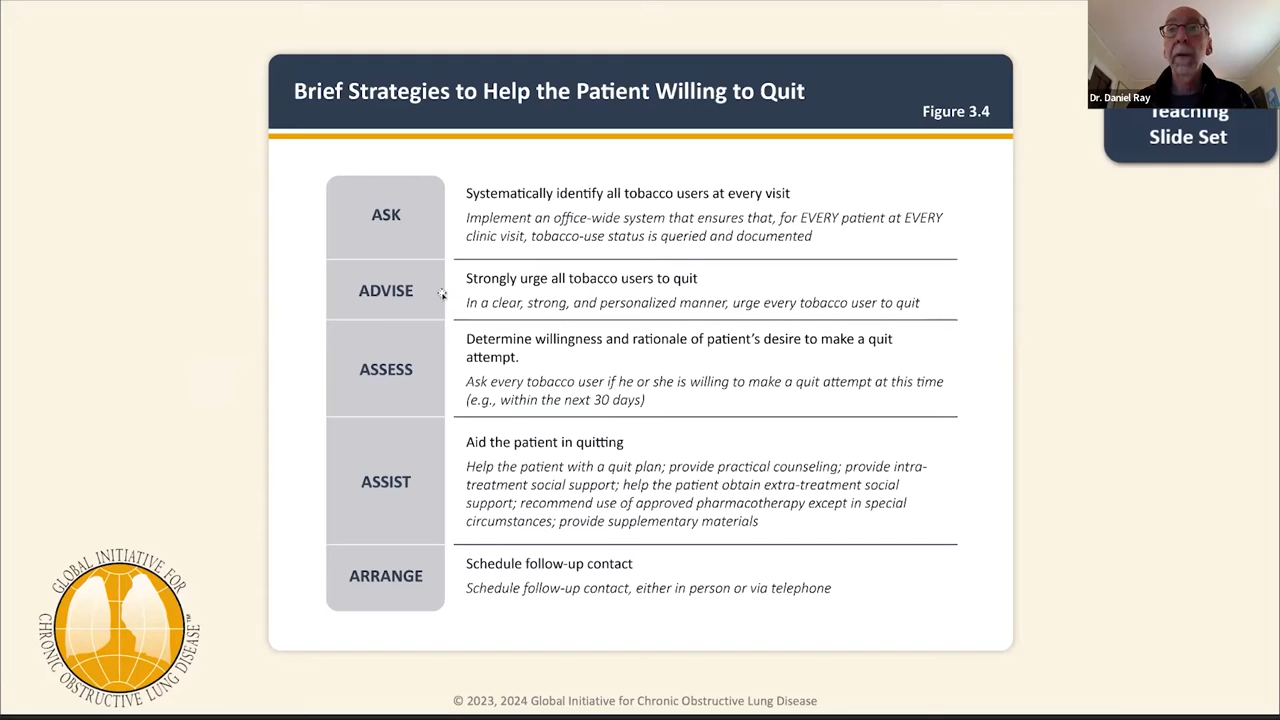 Brief Strategies to Help the Patient Willing to Quit
Figure 3.4
Dr. Daniel Ray
Teaching
Slide Set
ASK
Systematically identify all tobacco users at every visit
Implement an office-wide system that ensures that, for EVERY patient at EVERY
clinic visit, tobacco-use status is queried and documented
ADVISE
Strongly urge all tobacco users to quit
In a clear, strong, and personalized manner, urge every tobacco user to quit
ASSESS
Determine willingness and rationale of patient's desire to make a quit
attempt.
Ask every tobacco user if he or she is willing to make a quit attempt at this time
(e.g., within the next 30 days)
ASSIST
Aid the patient in quitting
Help the patient with a quit plan; provide practical counseling; provide intra-
treatment social support; help the patient obtain extra-treatment social
support; recommend use of approved pharmacotherapy except in special
circumstances; provide supplementary materials
ARRANGE
Schedule follow-up contact
Schedule follow-up contact, either in person or via telephone
GLOBAL INITIATIVE FOR
CHRONIC OBSTRUCTIVE LUNG DISEASE™
© 2023, 2024 Global Initiative for Chronic Obstructive Lung Disease